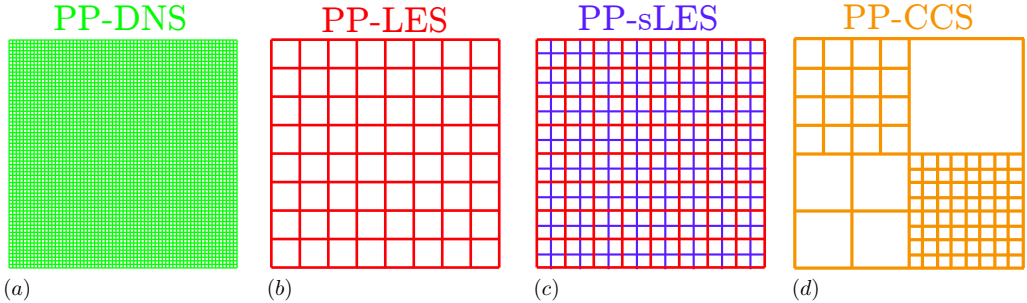 PP-DNS PP-LES PP-sLES PP-CCS
(a) (b) (c) (d)